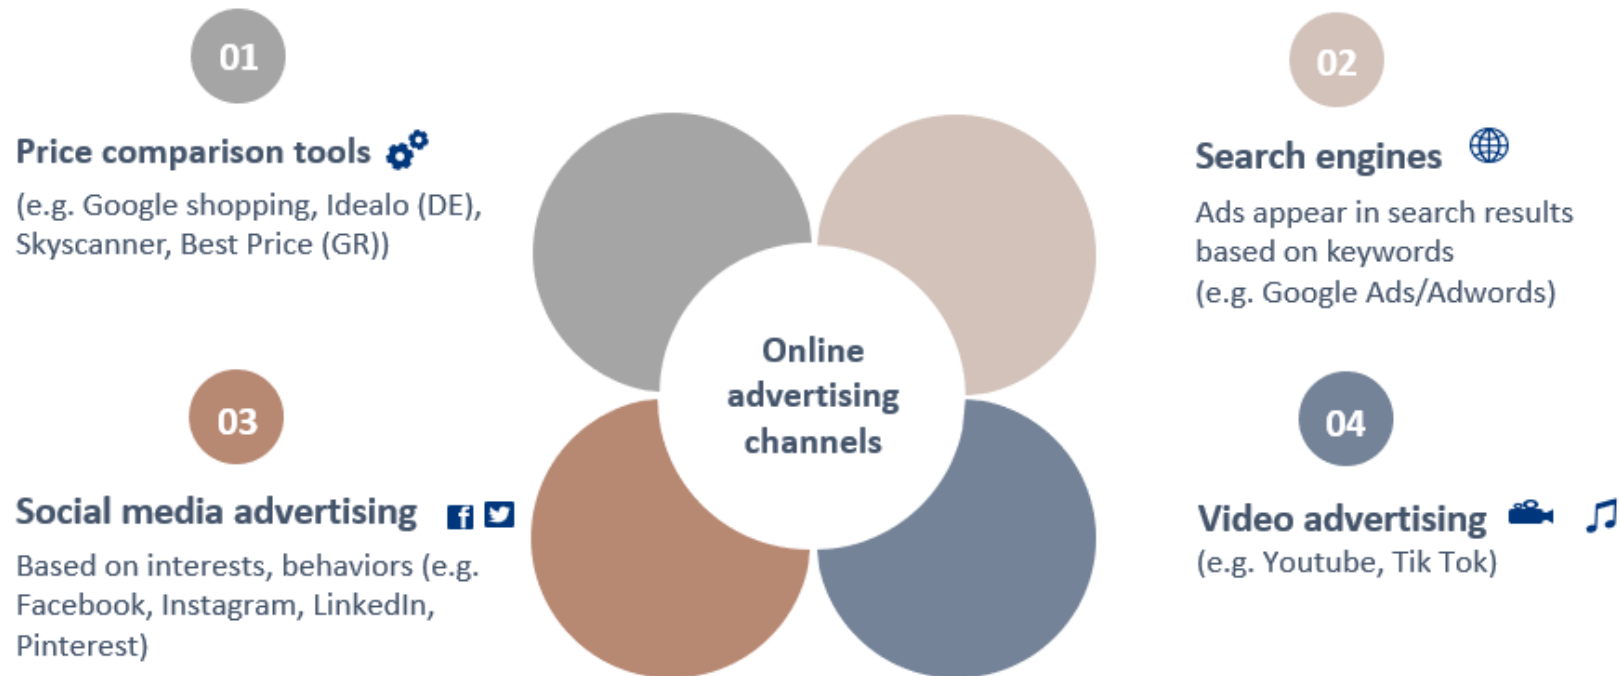 01
Price comparison tools
(e.g. Google shopping, Idealo (DE),
Skyscanner, Best Price (GR))
02
Search engines
Ads appear in search results
based on keywords
(e.g. Google Ads/Adwords)
Online
advertising
channels
03
Social media advertising
Based on interests, behaviors (e.g.
Facebook, Instagram, LinkedIn,
Pinterest)
04
Video advertising
(e.g. Youtube, Tik Tok)